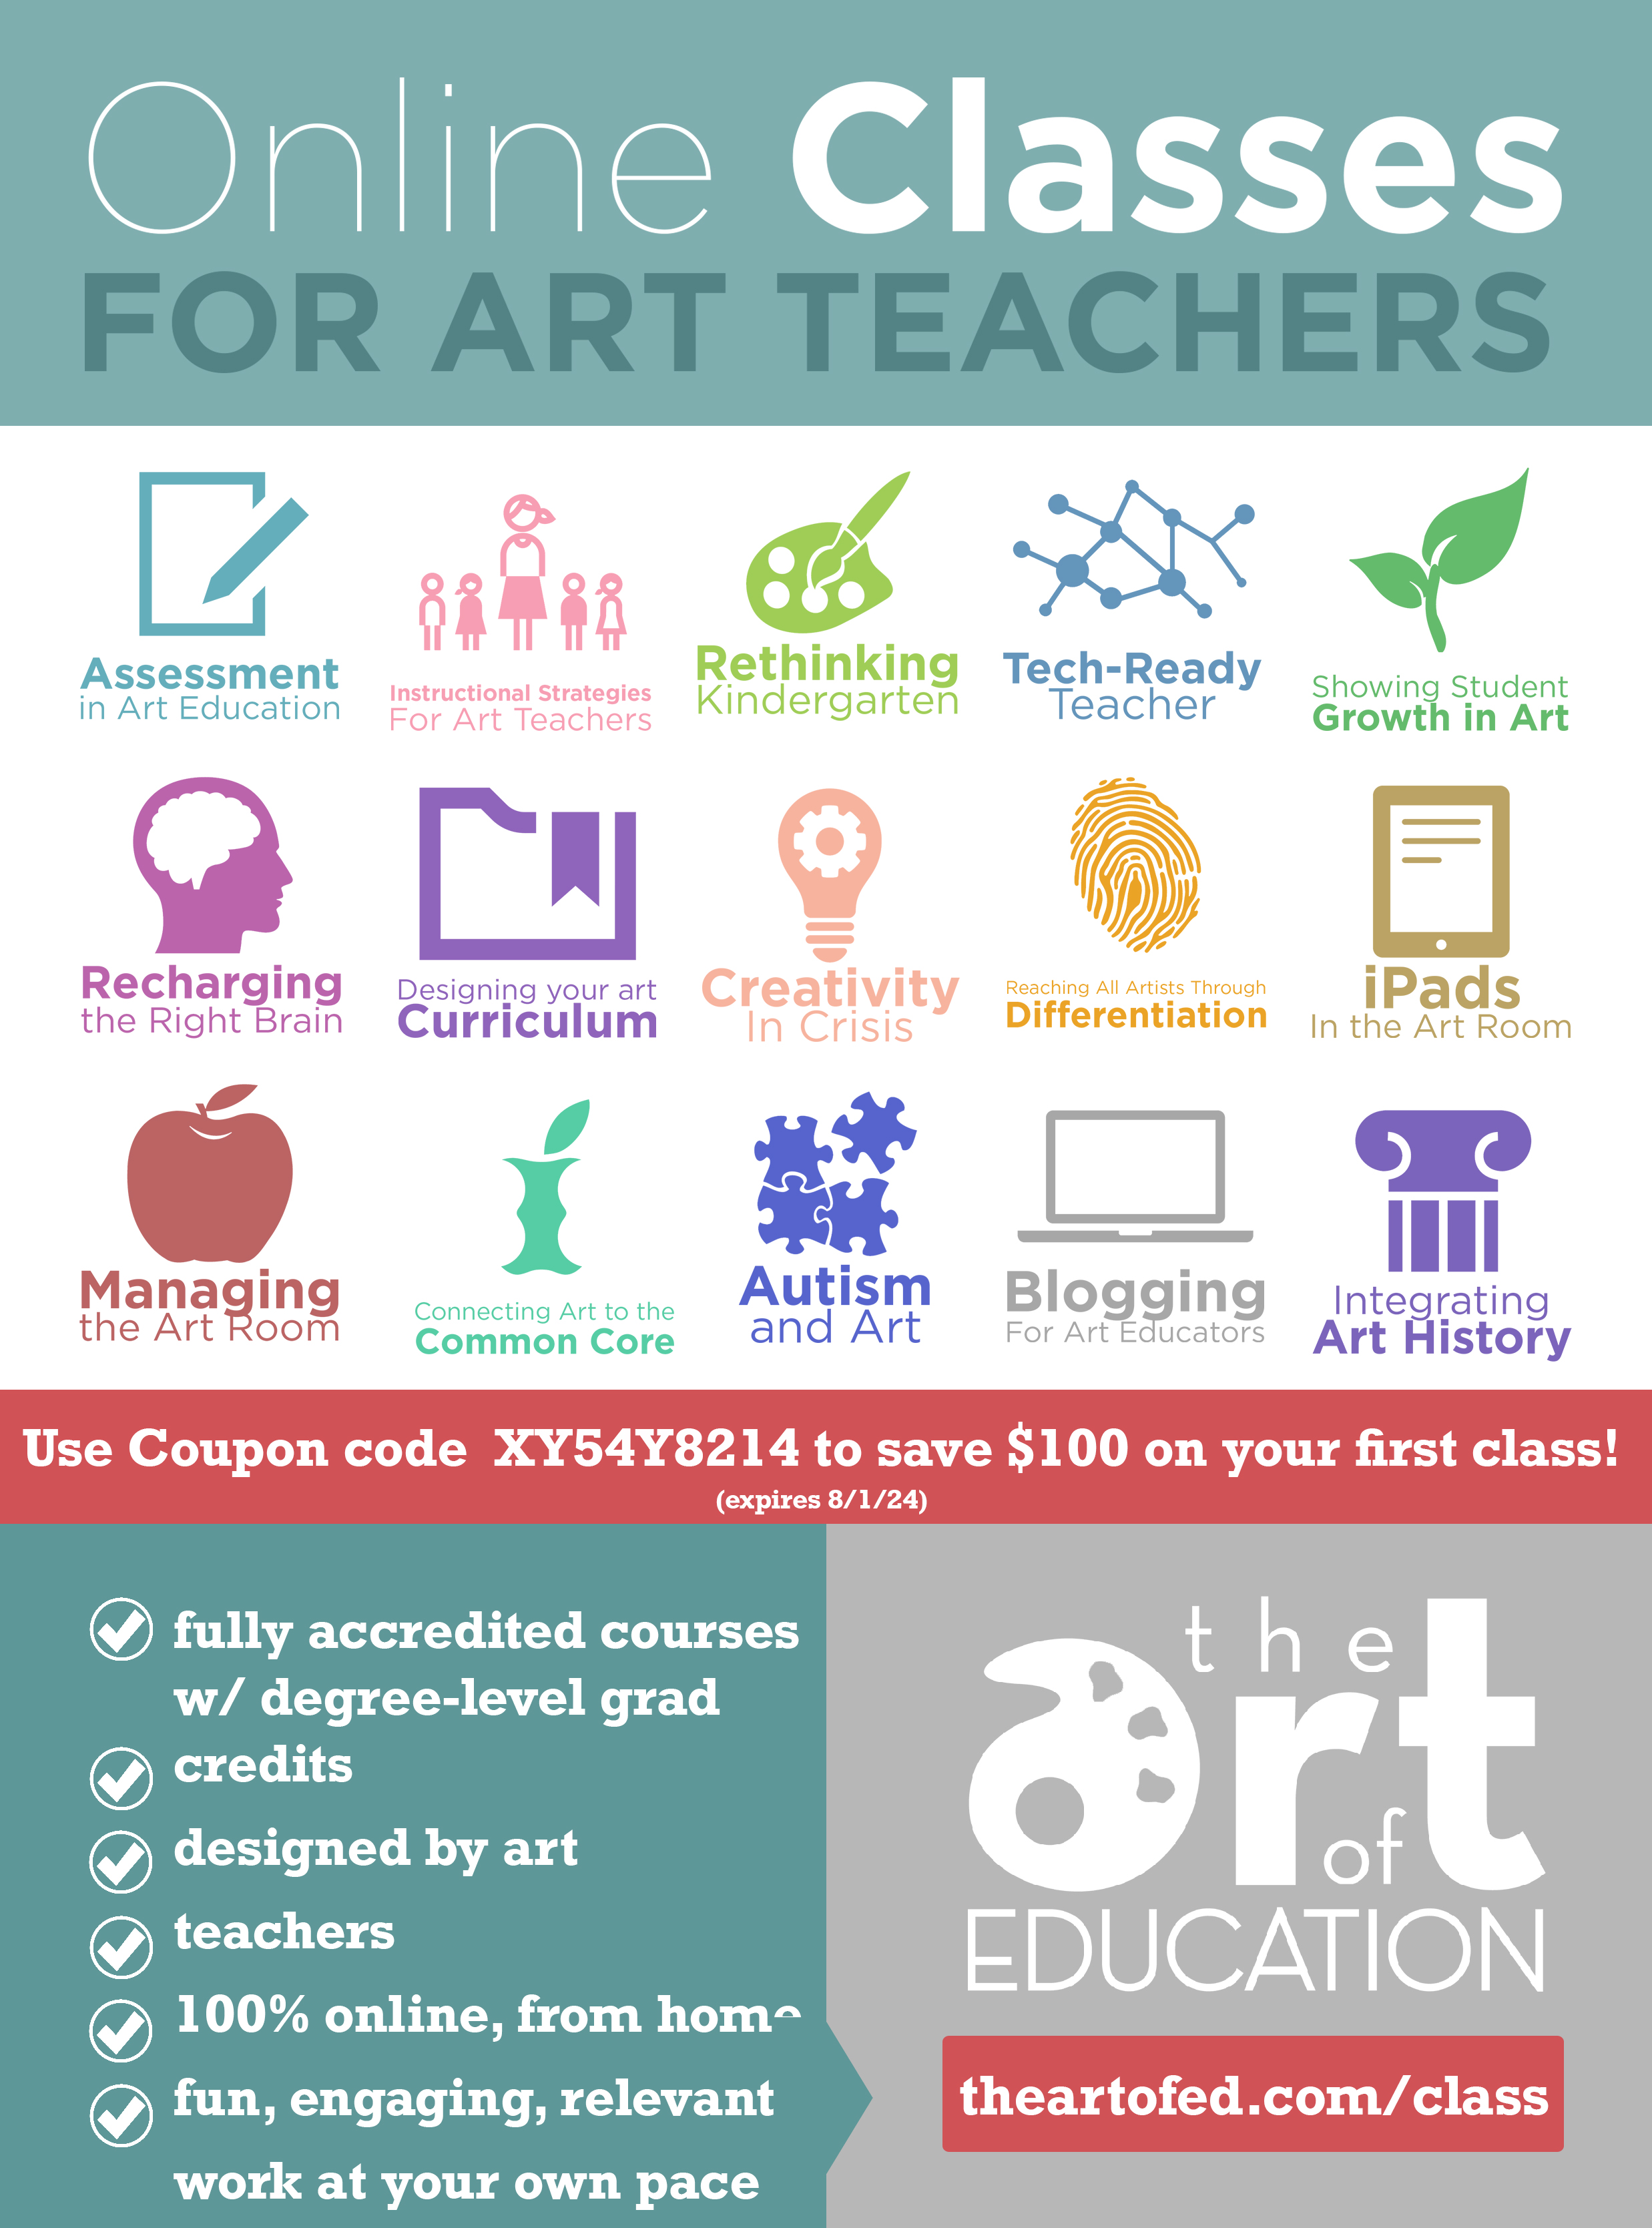 Online Classes
FOR ART TEACHERS
Assessment
in Art Education
Instructional Strategies
For Art Teachers
Rethinking
Kindergarten
Tech-Ready
Teacher
Showing Student
Growth in Art
Recharging
the Right Brain
Designing your art
Curriculum
Creativity
In Crisis
Reaching All Artists Through
Differentiation
iPads
In the Art Room
Managing
the Art Room
Connecting Art to the
Common Core
Autism
and Art
Blogging
For Art Educators
Integrating
Art History
Use Coupon code XY54Y8214 to save $100 on your first class!
(expires 8/1/24)
fully accredited courses
w/ degree-level grad
credits
designed by art
teachers
100% online, from home
fun, engaging, relevant
work at your own pace
the
art
of
EDUCATION
theartofed.com/class